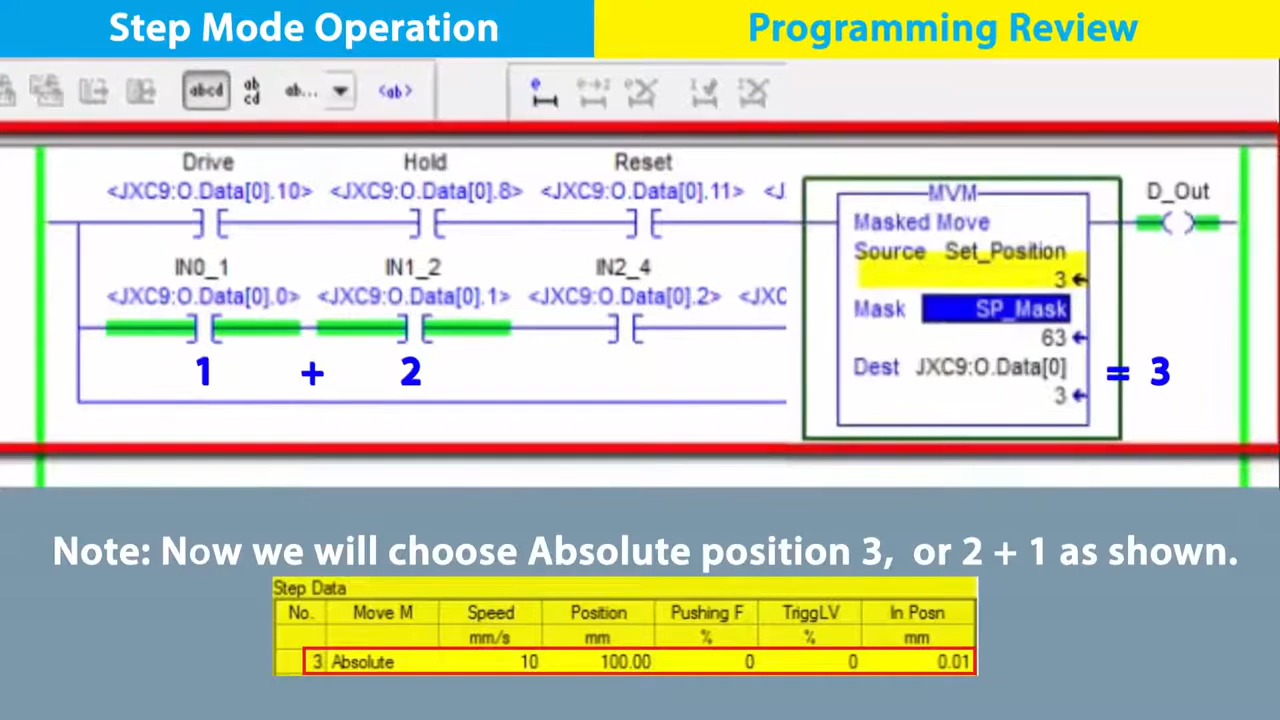 Step Mode Operation
Programming Review
abcd
ab
cd
ab...
<ab>
Drive
Hold
Reset
<JXC9:O.Data[0].10>
<JXC9:O.Data[0].8>
<JXC9:O.Data[0].11>
<J
MVM
Masked Move
Source Set_Position
3
Mask SP_Mask
63
Dest JXC9:O.Data[0]
3
D_Out
IN0_1
IN1_2
IN2_4
<JXC9:O.Data[0].0>
<JXC9:O.Data[0].1>
<JXC9:O.Data[0].2>
<JXC
1 + 2
= 3
Note: Now we will choose Absolute position 3, or 2 + 1 as shown.
Step Data
No. Move M Speed Position Pushing F TriggLV In Posn
mm/s mm % % mm
3 Absolute 10 100.00 0 0 0.01